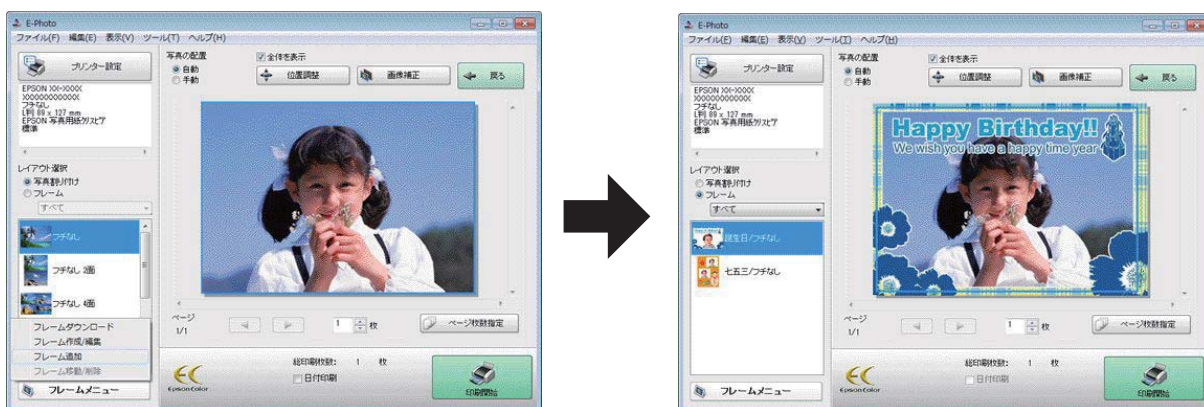 E-Photo
ファイル(F) 編集(E) 表示(V) ツール(T) ヘルプ(H)
プリンター設定
EPSON XX-XXXX
XXXXXXXXXXXX
フチなし
L判 89 x 127 mm
EPSON 写真用紙クリスピア
標準
レイアウト選択
写真割り付け
フレーム
すべて
フチなし
フチなし 2面
フチなし 4面
フレームダウンロード
フレーム作成/編集
フレーム追加
フレーム移動/削除
フレームメニュー
写真の配置
自動
手動
全体を表示
位置調整
画像補正
戻る
ページ
1/1
1 枚
ページ枚数指定
Epson Color
総印刷枚数: 1 枚
日付印刷
印刷開始
E-Photo
ファイル(F) 編集(E) 表示(V) ツール(T) ヘルプ(H)
プリンター設定
EPSON XX-XXXX
XXXXXXXXXXXX
フチなし
L判 89 x 127 mm
EPSON 写真用紙クリスピア
標準
レイアウト選択
写真割り付け
フレーム
すべて
誕生日/フチなし
七五三/フチなし
フレームメニュー
写真の配置
自動
手動
全体を表示
位置調整
画像補正
戻る
Happy Birthday!!
We wish you have a happy time year
ページ
1/1
1 枚
ページ枚数指定
Epson Color
総印刷枚数: 1 枚
日付印刷
印刷開始